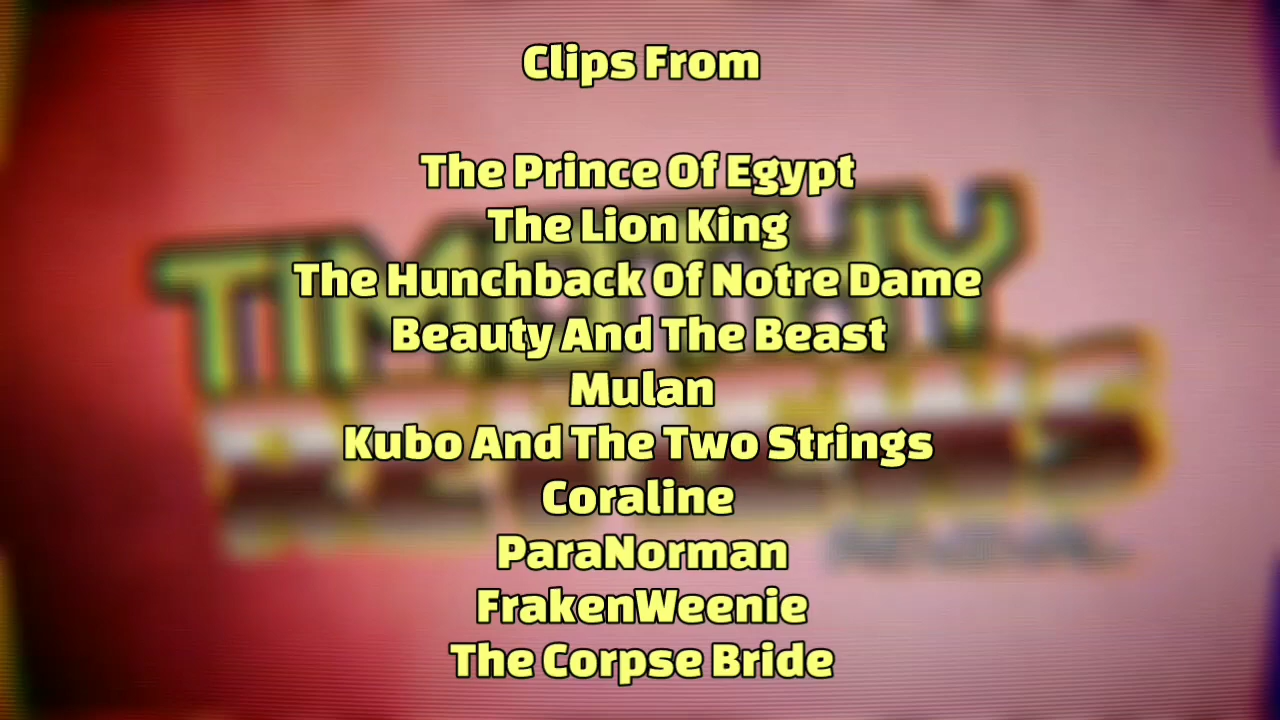 Clips From
The Prince Of Egypt
The Lion King
The Hunchback Of Notre Dame
Beauty And The Beast
Mulan
Kubo And The Two Strings
Coraline
ParaNorman
FrakenWeenie
The Corpse Bride
TIMOTHY